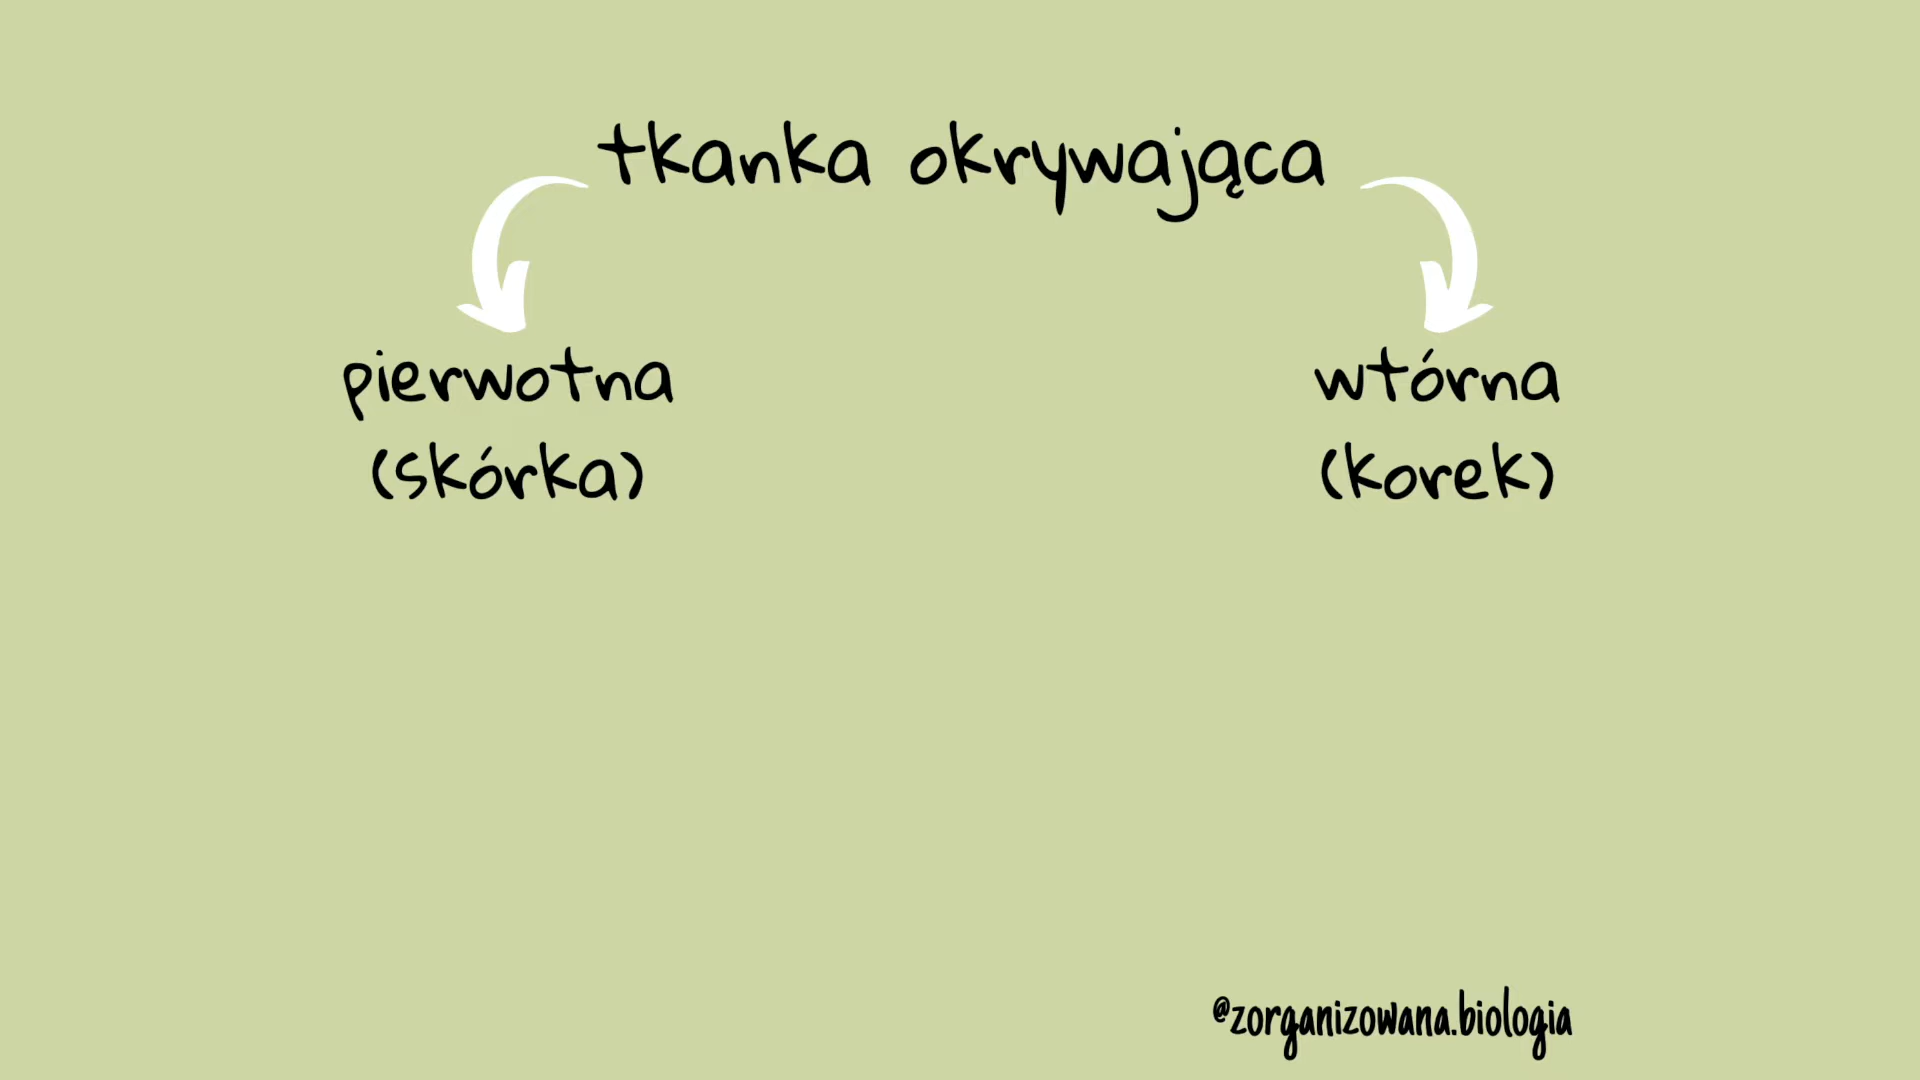 tkanka okrywająca
pierwotna
(skórka)
wtórna
(korek)
@zorganizowana.biologia